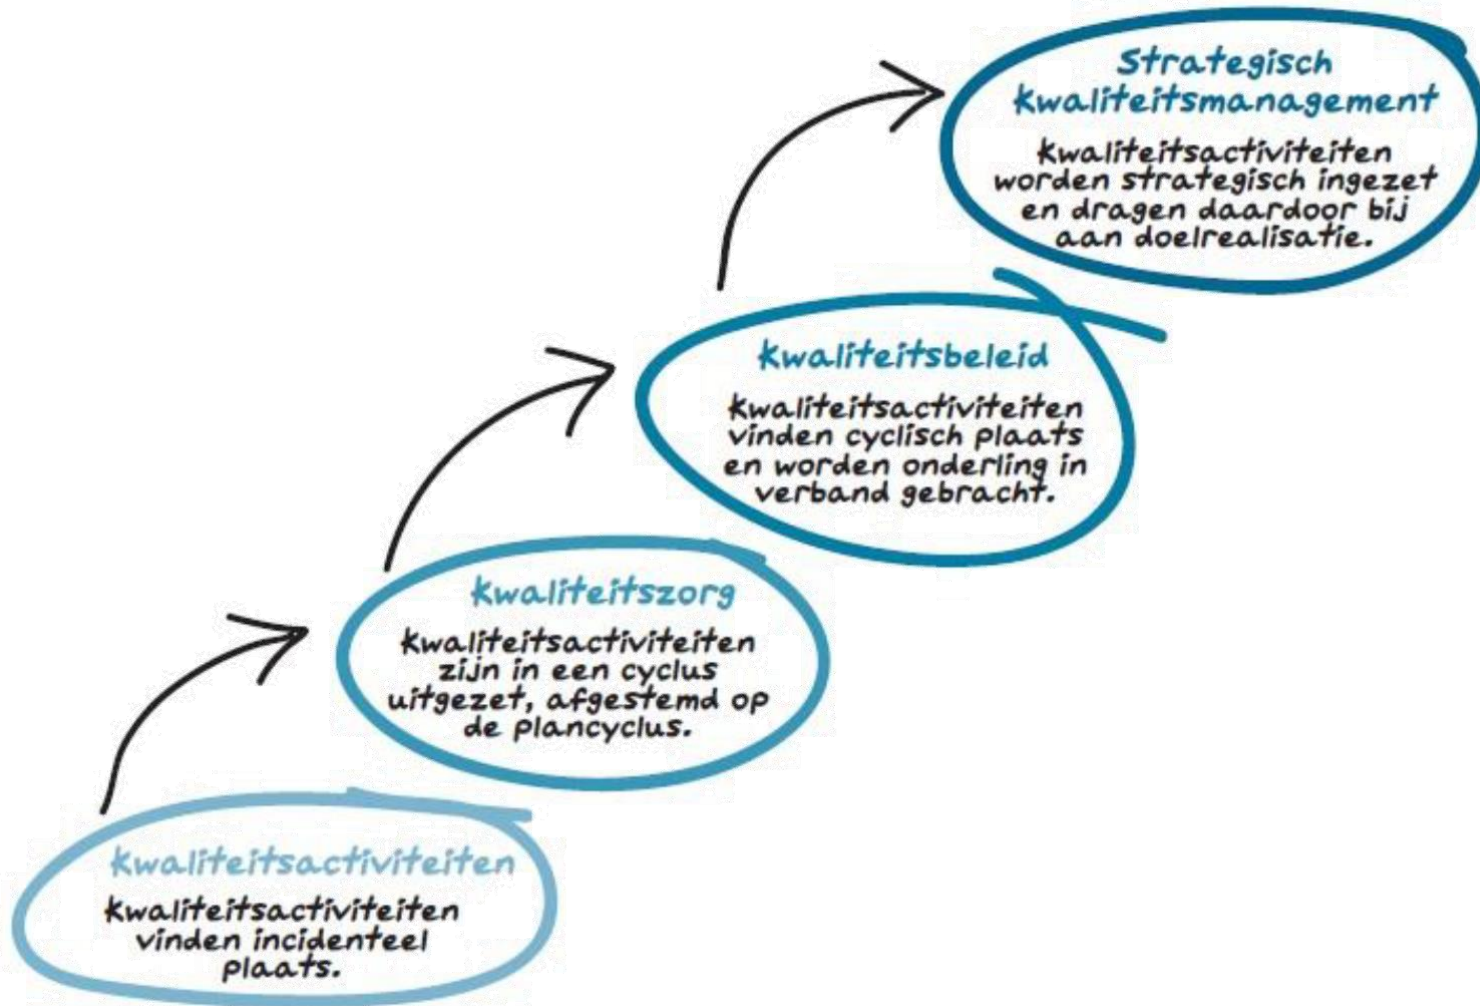 Strategisch
kwaliteitsmanagement
kwaliteitsactiviteiten
worden strategisch ingezet
en dragen daardoor bij
aan doelrealisatie.
kwaliteitsbeleid
kwaliteitsactiviteiten
vinden cyclisch plaats
en worden onderling in
verband gebracht.
kwaliteitszorg
kwaliteitsactiviteiten
zijn in een cyclus
uitgezet, afgestemd op
de plancyclus.
kwaliteitsactiviteiten
kwaliteitsactiviteiten
vinden incidenteel
plaats.